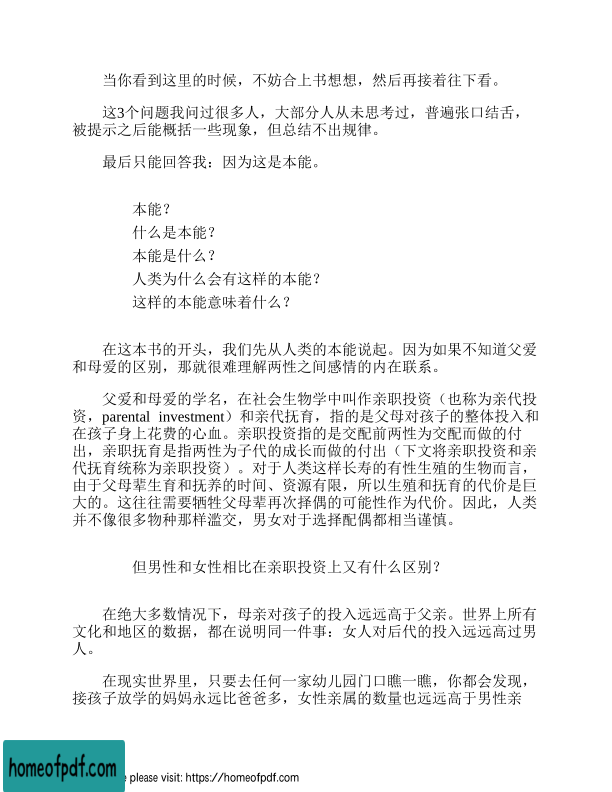 当你看到这里的时候，不妨合上书想想，然后再接着往下看。
这3个问题我问过很多人，大部分人从未思考过，普遍张口结舌，
被提示之后能概括一些现象，但总结不出规律。
最后只能回答我：因为这是本能。
本能？
什么是本能？
本能是什么？
人类为什么会有这样的本能？
这样的本能意味着什么？
在这本书的开头，我们先从人类的本能说起。因为如果不知道父爱
和母爱的区别，那就很难理解两性之间感情的内在联系。
父爱和母爱的学名，在社会生物学中叫作亲职投资（也称为亲代投
资，parental investment）和亲代抚育，指的是父母对孩子的整体投入和
在孩子身上花费的心血。亲职投资指的是交配前两性为交配而做的付
出，亲职抚育是指两性为子代的成长而做的付出（下文将亲职投资和亲
代抚育统称为亲职投资）。对于人类这样长寿的有性生殖的生物而言，
由于父母辈生育和抚养的时间、资源有限，所以生殖和抚育的代价是巨
大的。这往往需要牺牲父母辈再次择偶的可能性作为代价。因此，人类
并不像很多物种那样滥交，男女对于选择配偶都相当谨慎。
但男性和女性相比在亲职投资上又有什么区别？
在绝大多数情况下，母亲对孩子的投入远远高于父亲。世界上所有
文化和地区的数据，都在说明同一件事：女人对后代的投入远远高过男
人。
在现实世界里，只要去任何一家幼儿园门口瞧一瞧，你都会发现，
接孩子放学的妈妈永远比爸爸多，女性亲属的数量也远远高于男性亲
homeofpdf.com
e please visit: https://homeofpdf.com